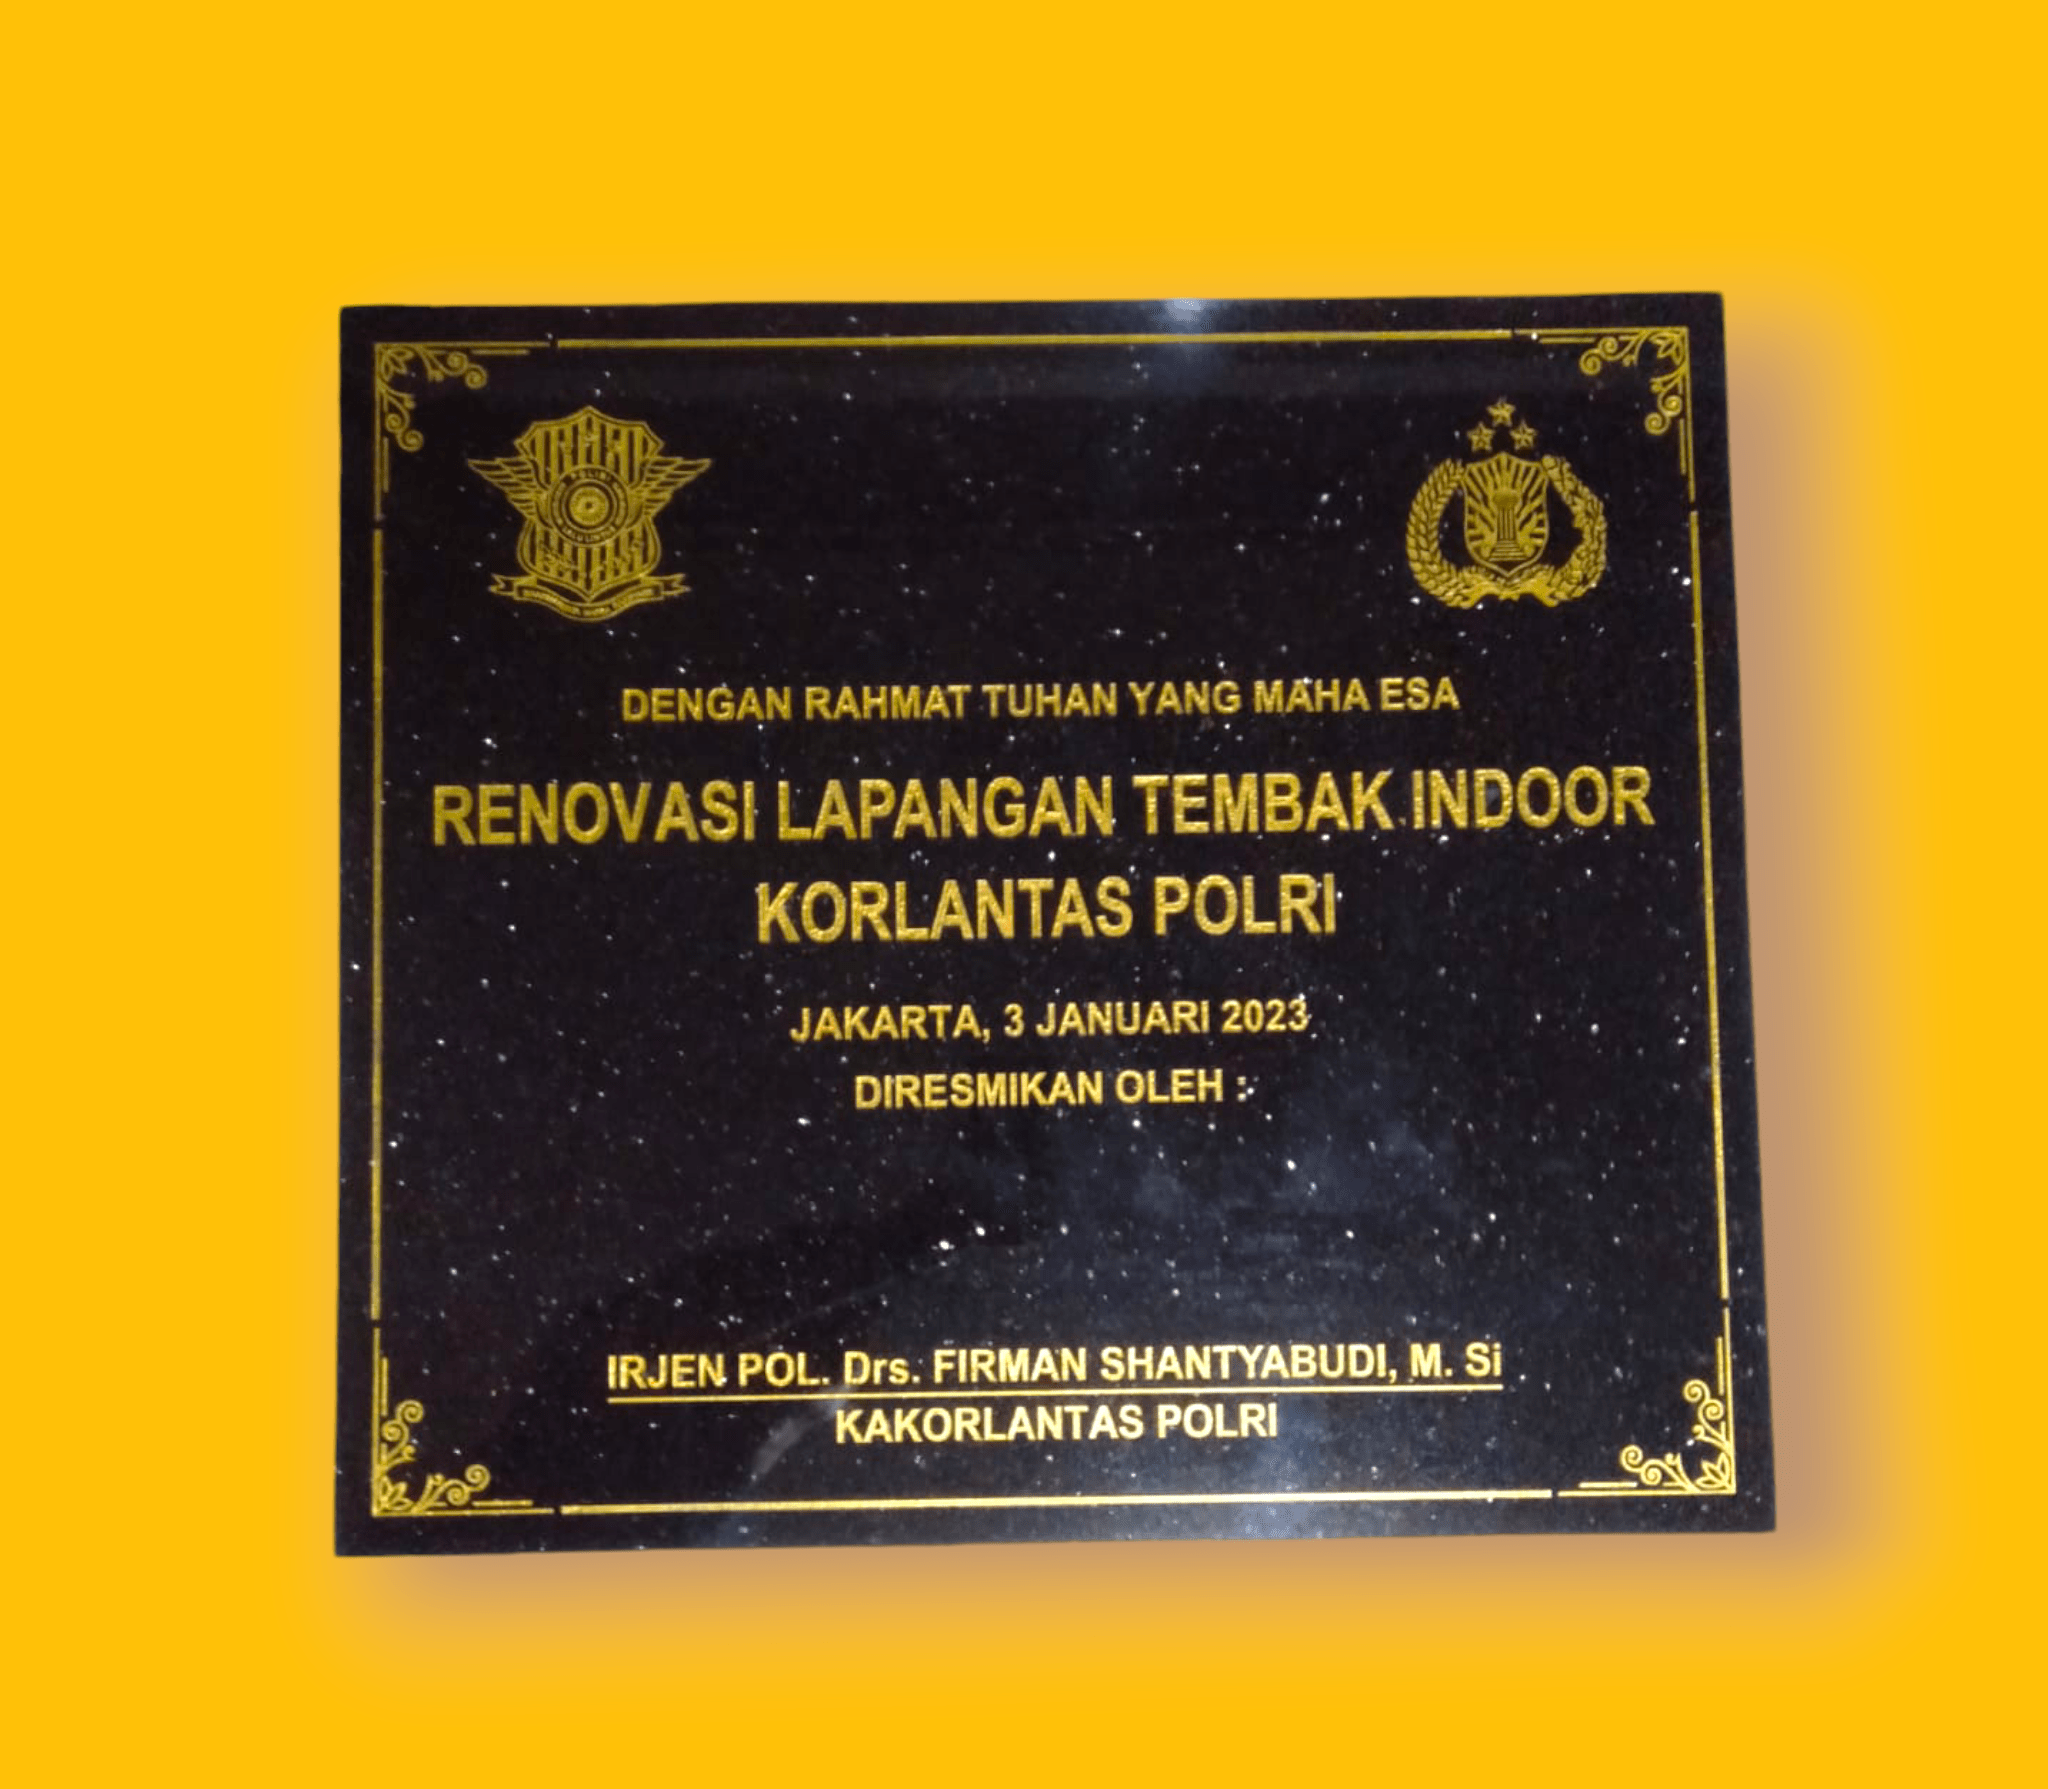 DENGAN RAHMAT TUHAN YANG MAHA ESA
RENOVASI LAPANGAN TEMBAK INDOOR
KORLANTAS POLRI
JAKARTA, 3 JANUARI 2023
DIRESMIKAN OLEH :
IRJEN POL. Drs. FIRMAN SHANTYABUDI, M. Si
KAKORLANTAS POLRI